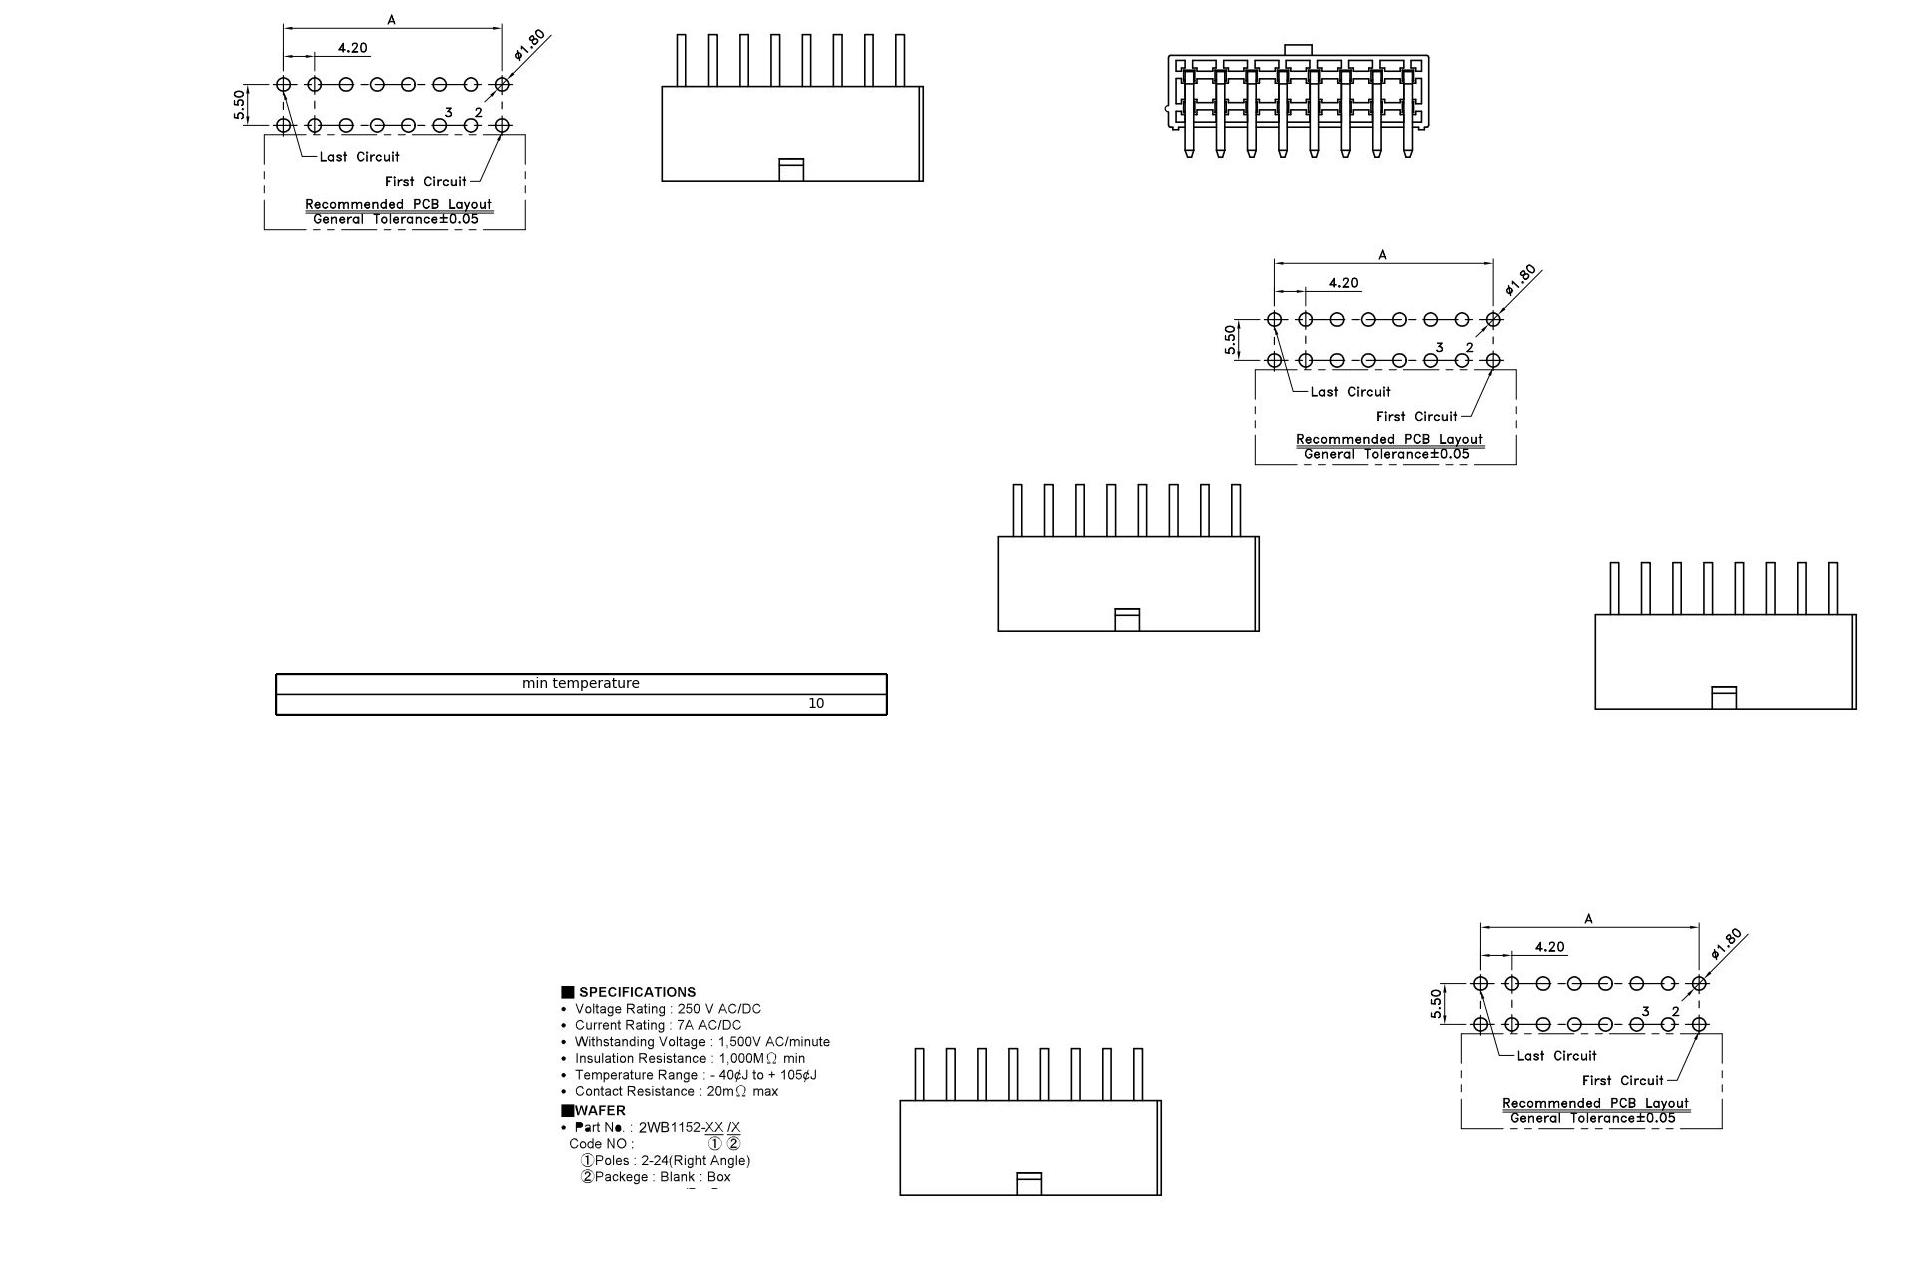 A
4.20
ø1.80
5.50
3 2
Last Circuit
First Circuit
Recommended PCB Layout
General Tolerance±0.05
A
4.20
ø1.80
5.50
3 2
Last Circuit
First Circuit
Recommended PCB Layout
General Tolerance±0.05
min temperature
10
A
4.20
ø1.80
5.50
3 2
Last Circuit
First Circuit
Recommended PCB Layout
General Tolerance±0.05
■ SPECIFICATIONS
• Voltage Rating : 250 V AC/DC
• Current Rating : 7A AC/DC
• Withstanding Voltage : 1,500V AC/minute
• Insulation Resistance : 1,000MΩ min
• Temperature Range : - 40¢J to + 105¢J
• Contact Resistance : 20mΩ max
■WAFER
• Part No. : 2WB1152-XX /X
Code NO : ① ②
①Poles : 2-24(Right Angle)
②Packege : Blank : Box